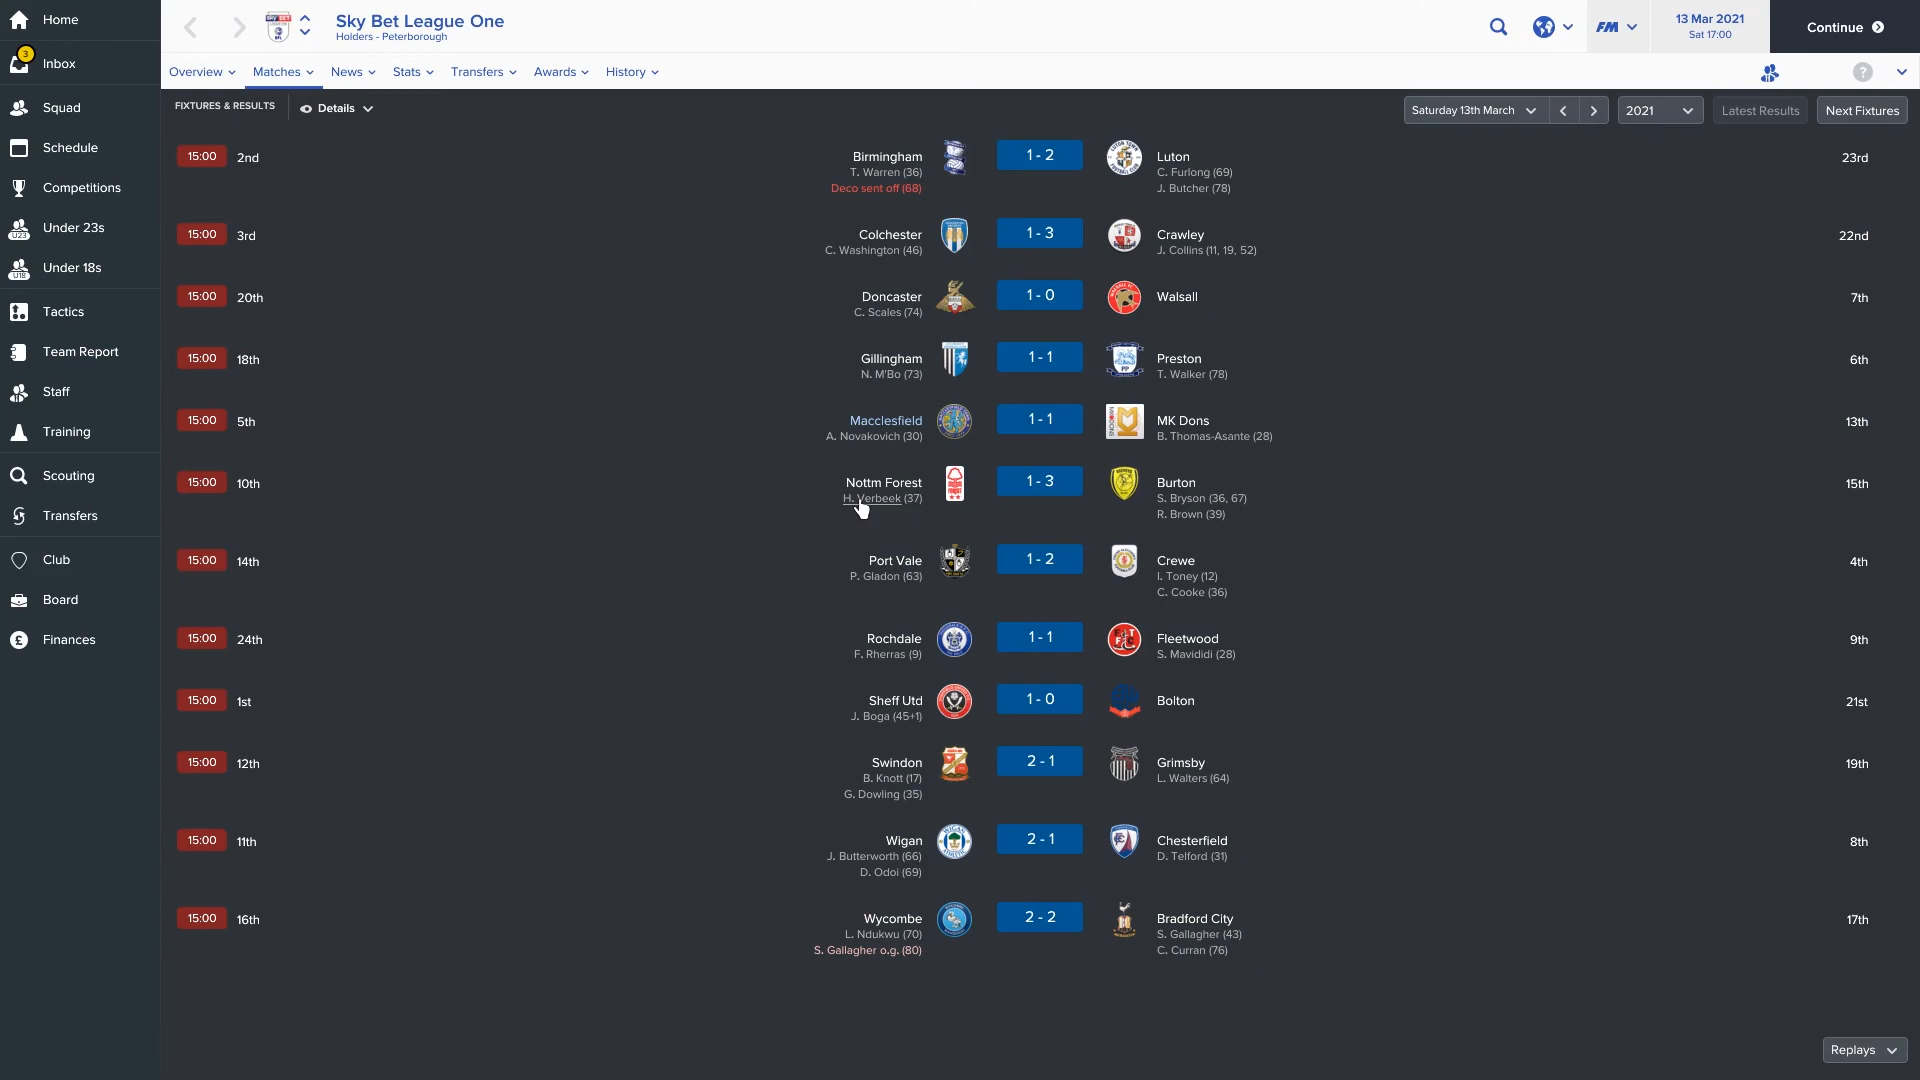 Home
Sky Bet League One
Holders - Peterborough
FM
13 Mar 2021
Sat 17:00
Continue
3
Inbox
Overview Matches News Stats Transfers Awards History
?
Squad
Schedule
Competitions
U23 Under 23s
U18 Under 18s
Tactics
Team Report
Staff
Training
Scouting
Transfers
Club
Board
£ Finances
FIXTURES & RESULTS Details Saturday 13th March 2021 Latest Results Next Fixtures
15:00 2nd Birmingham 1 - 2 Luton 23rd
T. Warren (36) C. Furlong (69)
Deco sent off (68) J. Butcher (78)
15:00 3rd Colchester 1 - 3 Crawley 22nd
C. Washington (46) J. Collins (11, 19, 52)
15:00 20th Doncaster 1 - 0 Walsall 7th
C. Scales (74)
15:00 18th Gillingham 1 - 1 Preston 6th
N. M'Bo (73) T. Walker (78)
15:00 5th Macclesfield 1 - 1 MK Dons 13th
A. Novakovich (30) B. Thomas-Asante (28)
15:00 10th Nottm Forest 1 - 3 Burton 15th
H. Verbeek (37) S. Bryson (36, 67)
R. Brown (39)
15:00 14th Port Vale 1 - 2 Crewe 4th
P. Gladon (63) I. Toney (12)
C. Cooke (36)
15:00 24th Rochdale 1 - 1 Fleetwood 9th
F. Rherras (9) S. Mavididi (28)
15:00 1st Sheff Utd 1 - 0 Bolton 21st
J. Boga (45+1)
15:00 12th Swindon 2 - 1 Grimsby 19th
B. Knott (17) L. Walters (64)
G. Dowling (35)
15:00 11th Wigan 2 - 1 Chesterfield 8th
J. Butterworth (66) D. Telford (31)
D. Odoi (69)
15:00 16th Wycombe 2 - 2 Bradford City 17th
L. Ndukwu (70) S. Gallagher (43)
S. Gallagher o.g. (80) C. Curran (76)
Replays